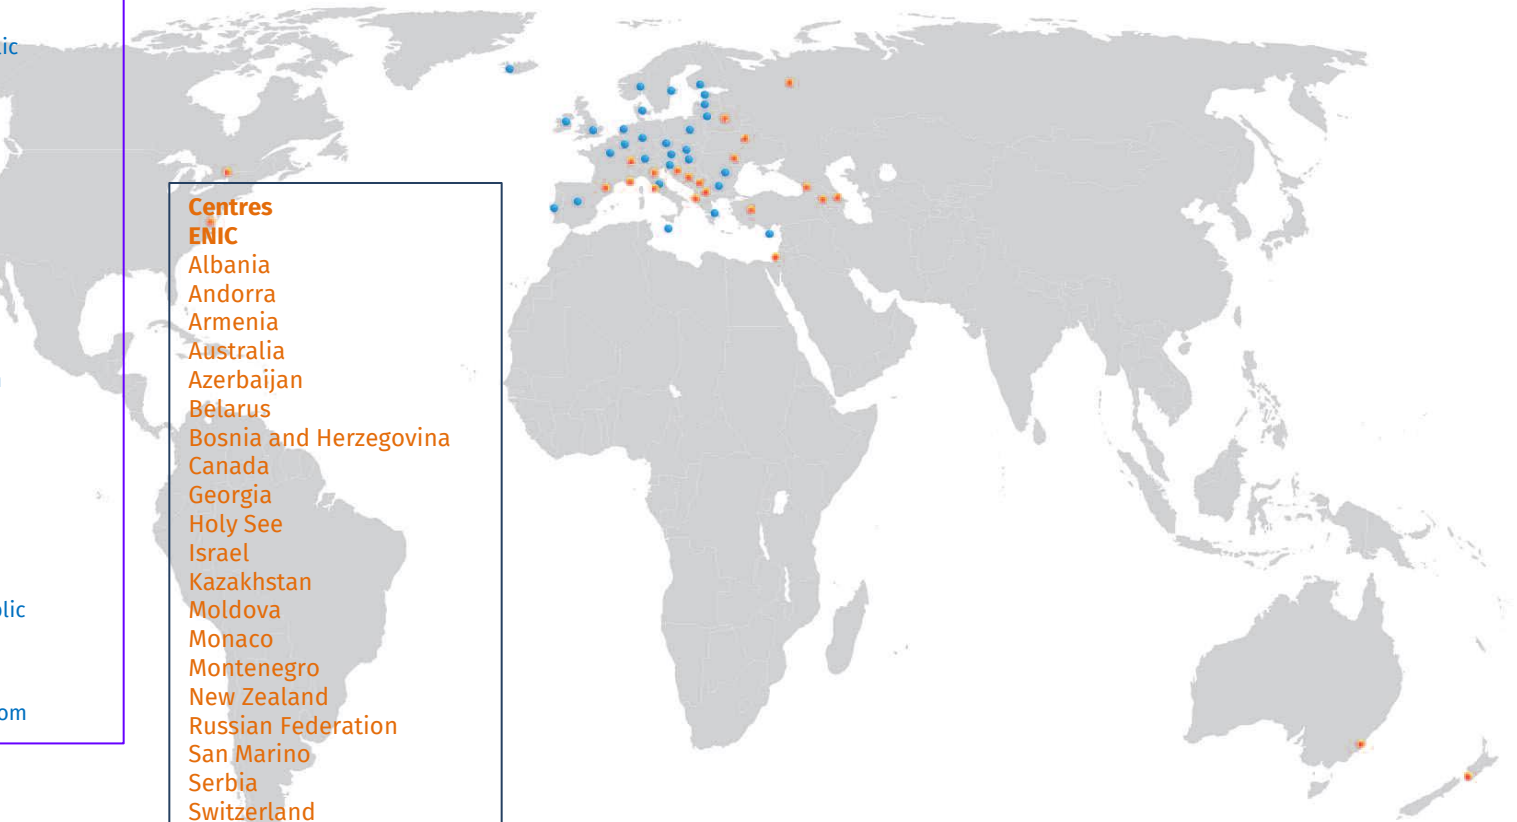 Centres
ENIC
Albania
Andorra
Armenia
Australia
Azerbaijan
Belarus
Bosnia and Herzegovina
Canada
Georgia
Holy See
Israel
Kazakhstan
Moldova
Monaco
Montenegro
New Zealand
Russian Federation
San Marino
Serbia
Switzerland